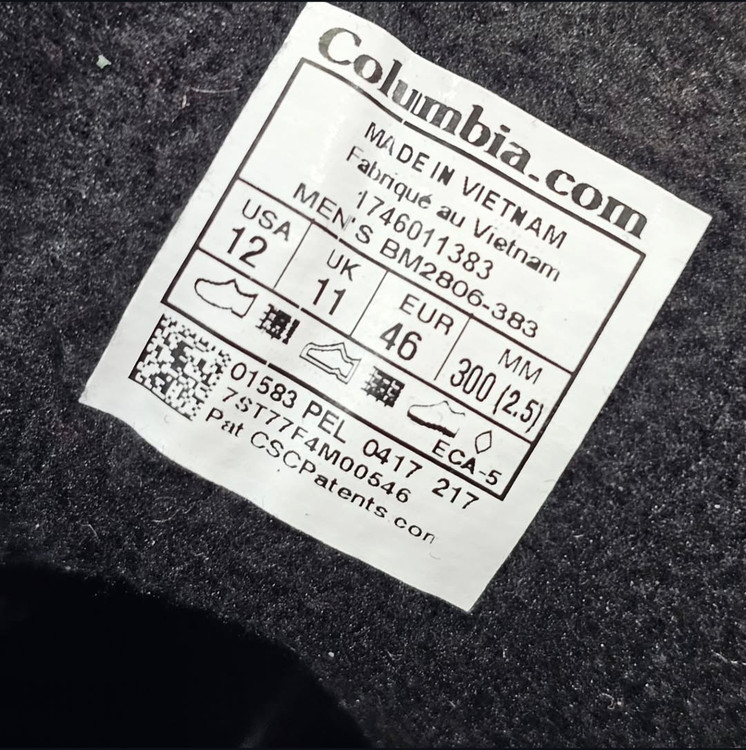 Columbia.com
MADE IN VIETNAM
Fabriqué au Vietnam
1746011383
MEN'S BM2806-383
USA UK EUR MM
12 11 46 300 (2.5)
ECA-5
01583 PEL 0417 217
7ST77F4M00546
Pat CSCPatents.con